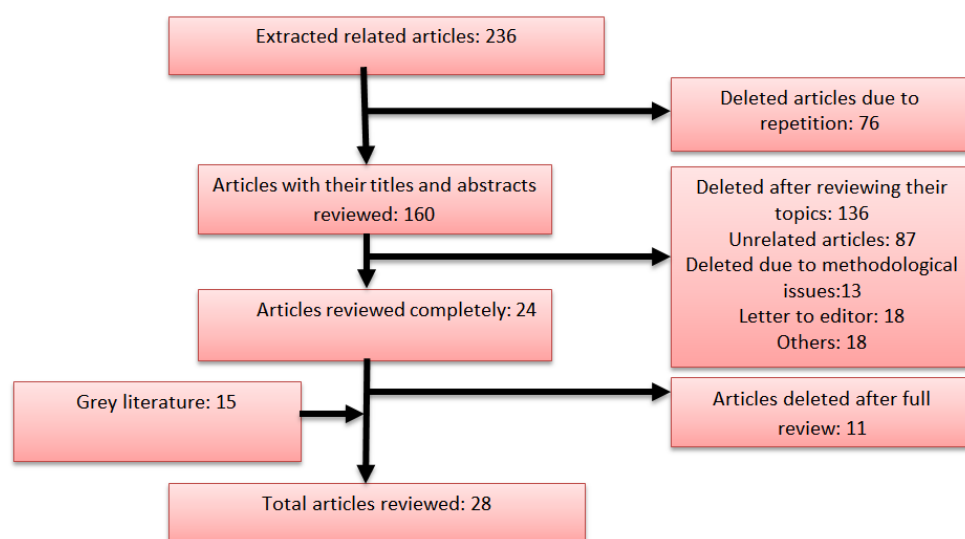 Extracted related articles: 236
Deleted articles due to
repetition: 76
Articles with their titles and abstracts
reviewed: 160
Deleted after reviewing their
topics: 136
Unrelated articles: 87
Deleted due to methodological
issues:13
Letter to editor: 18
Others: 18
Articles reviewed completely: 24
Grey literature: 15
Articles deleted after full
review: 11
Total articles reviewed: 28